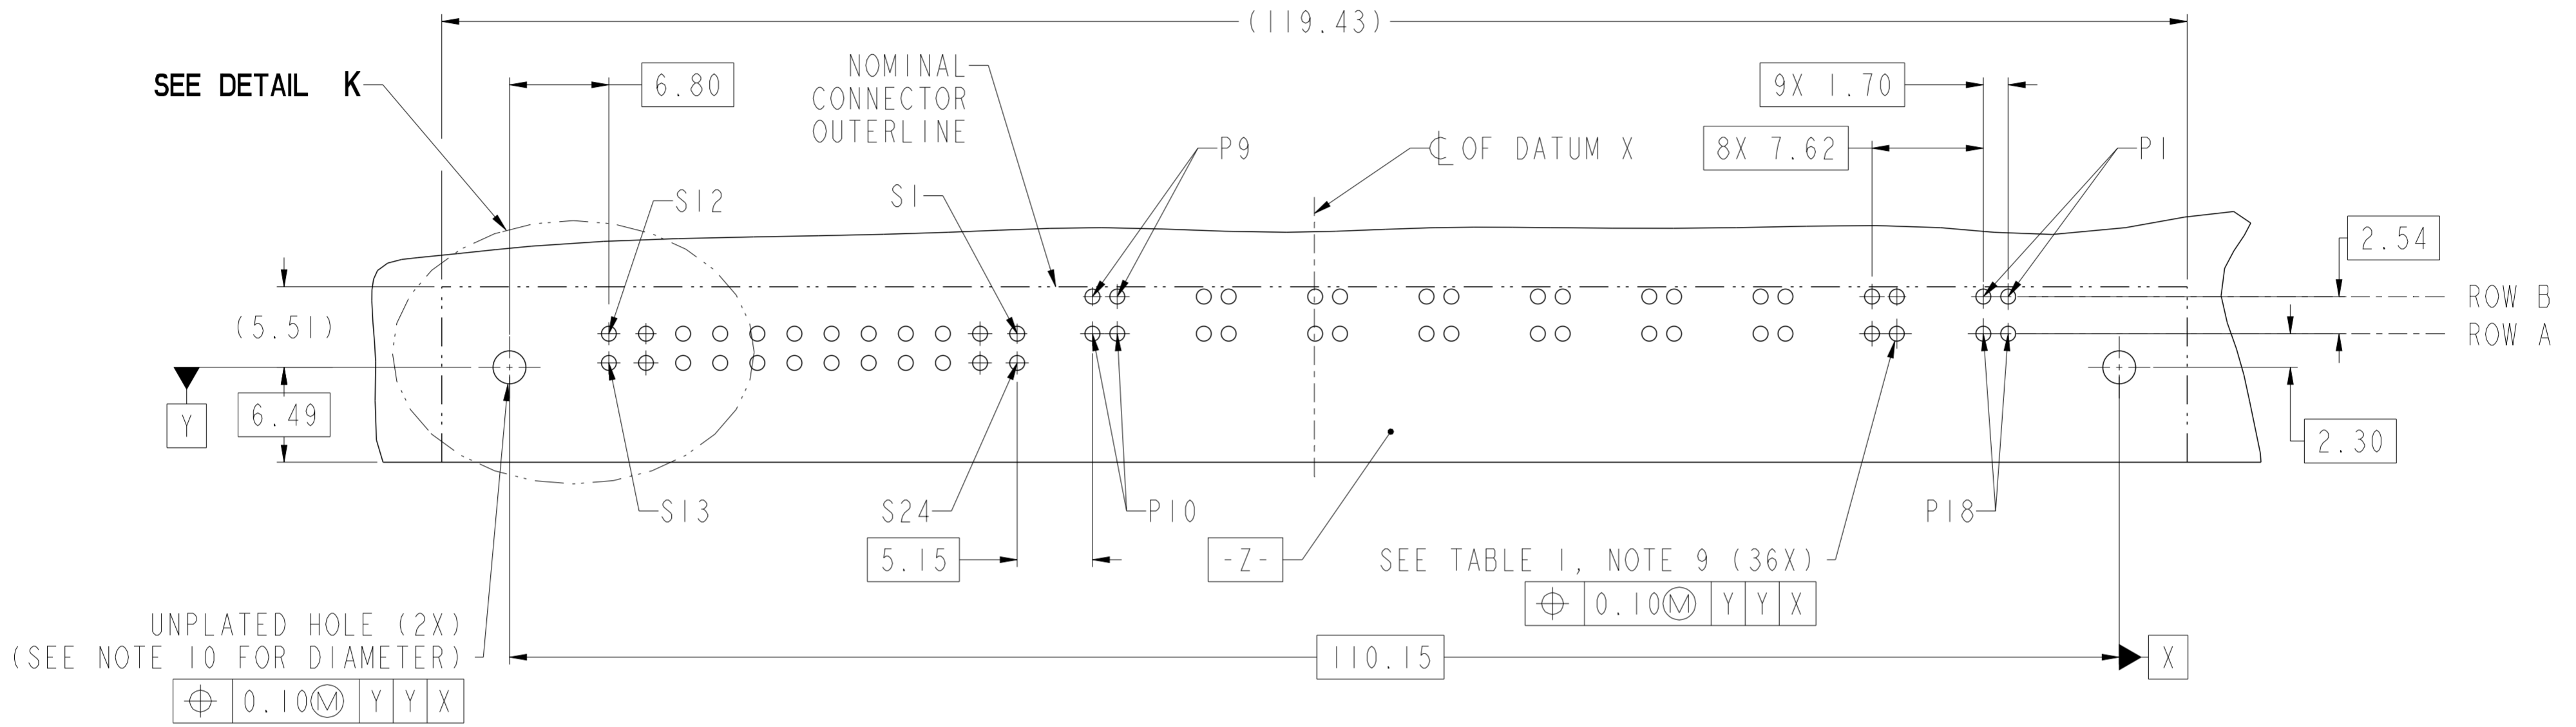 (119.43)
SEE DETAIL K
6.80
NOMINAL
CONNECTOR
OUTERLINE
9X 1.70
P9
℄ OF DATUM X
8X 7.62
P1
S12
S1
2.54
ROW B
(5.51)
ROW A
Y
6.49
2.30
S13
S24
P10
P18
5.15
-Z-
SEE TABLE 1, NOTE 9 (36X)
⌖ 0.10Ⓜ Y Y X
UNPLATED HOLE (2X)
(SEE NOTE 10 FOR DIAMETER)
⌖ 0.10Ⓜ Y Y X
110.15
X